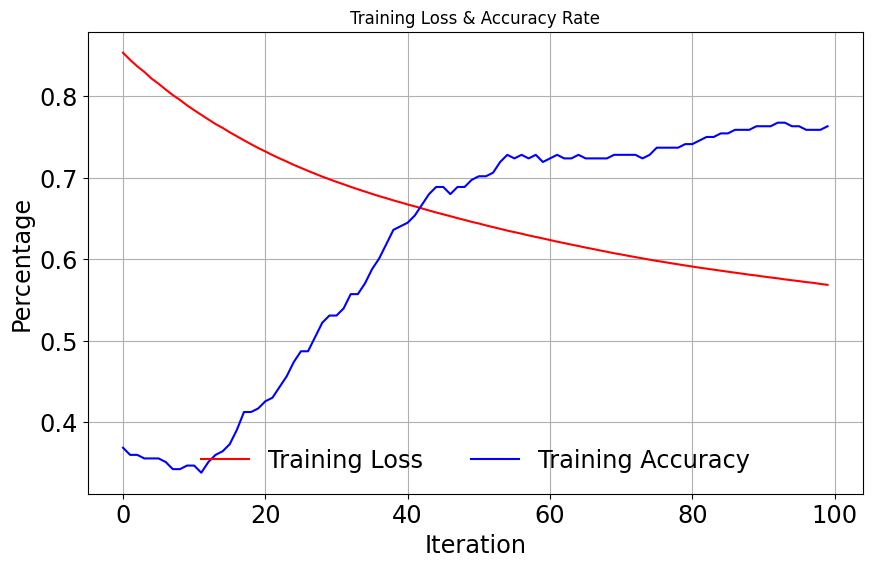 Training Loss & Accuracy Rate
Percentage
0.8
0.7
0.6
0.5
0.4
Training Loss Training Accuracy
0 20 40 60 80 100
Iteration